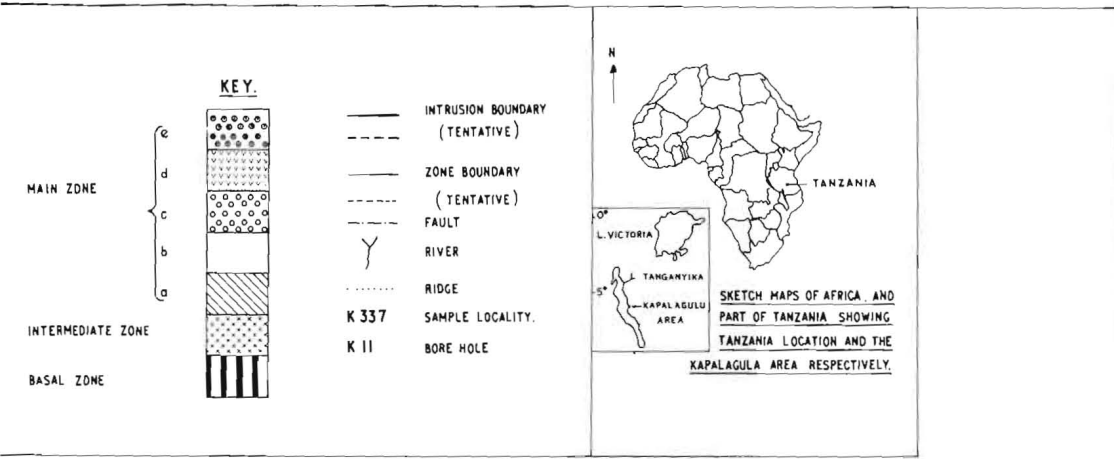 KEY.
e
d
MAIN ZONE
c
b
a
INTERMEDIATE ZONE
BASAL ZONE
INTRUSION BOUNDARY
(TENTATIVE)
ZONE BOUNDARY
(TENTATIVE)
FAULT
RIVER
RIDGE
K 337 SAMPLE LOCALITY.
K 11 BORE HOLE
N
TANZANIA
0°
L. VICTORIA
L TANGANYIKA
5°
KAPALAGULU
AREA
SKETCH MAPS OF AFRICA. AND
PART OF TANZANIA SHOWING
TANZANIA LOCATION AND THE
KAPALAGULA AREA RESPECTIVELY.